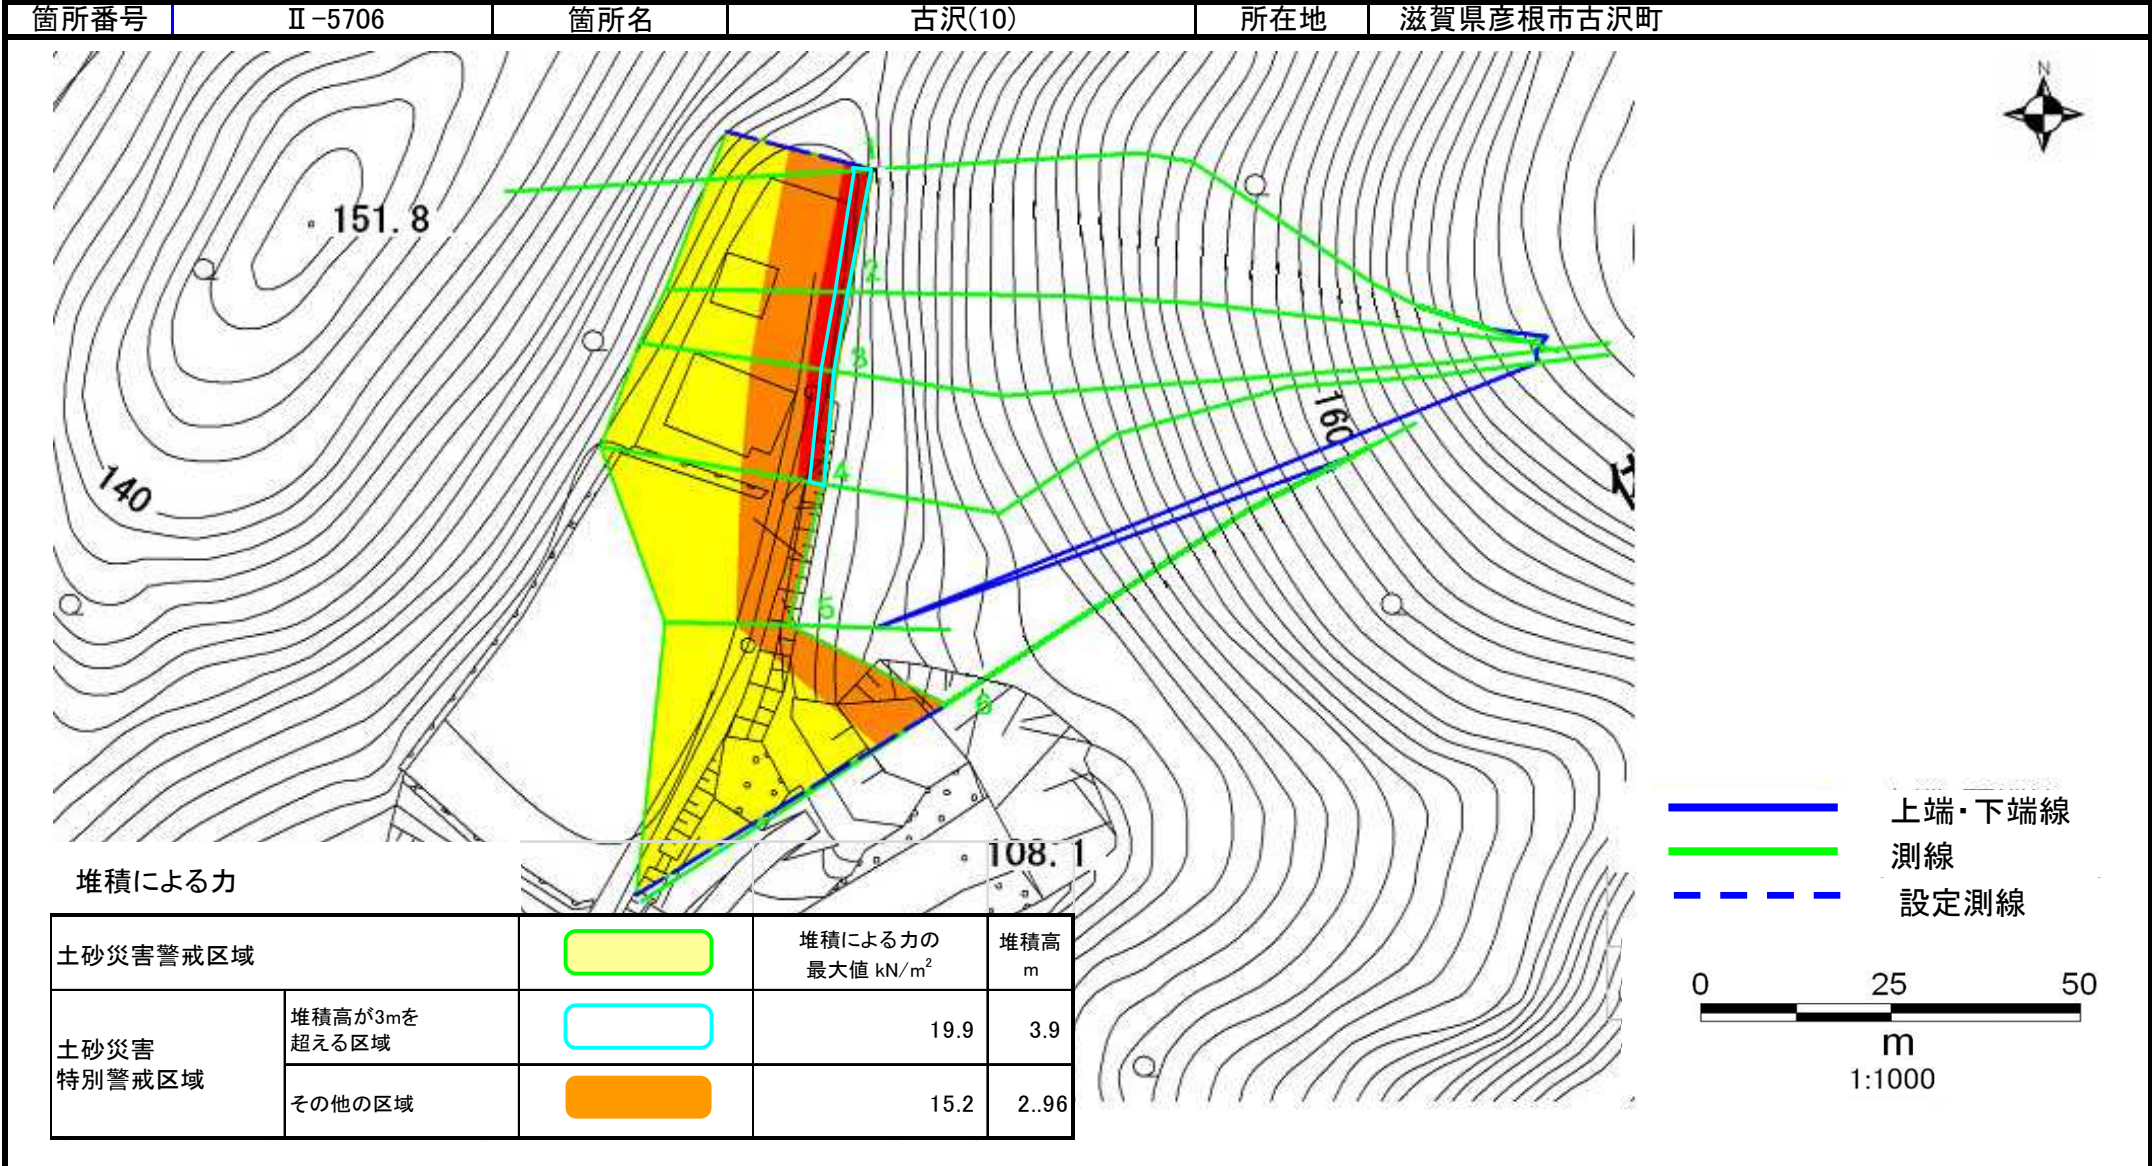 箇所番号 Ⅱ-5706 箇所名 古沢(10) 所在地 滋賀県彦根市古沢町
N
1
151.8
2
3
160
4
140
5
6
108.1
上端・下端線
測線
設定測線
堆積による力
土砂災害警戒区域
堆積による力の
最大値 kN/m²
堆積高
m
土砂災害
特別警戒区域
堆積高が3mを
超える区域
19.9 3.9
その他の区域 15.2 2..96
0 25 50
m
1:1000